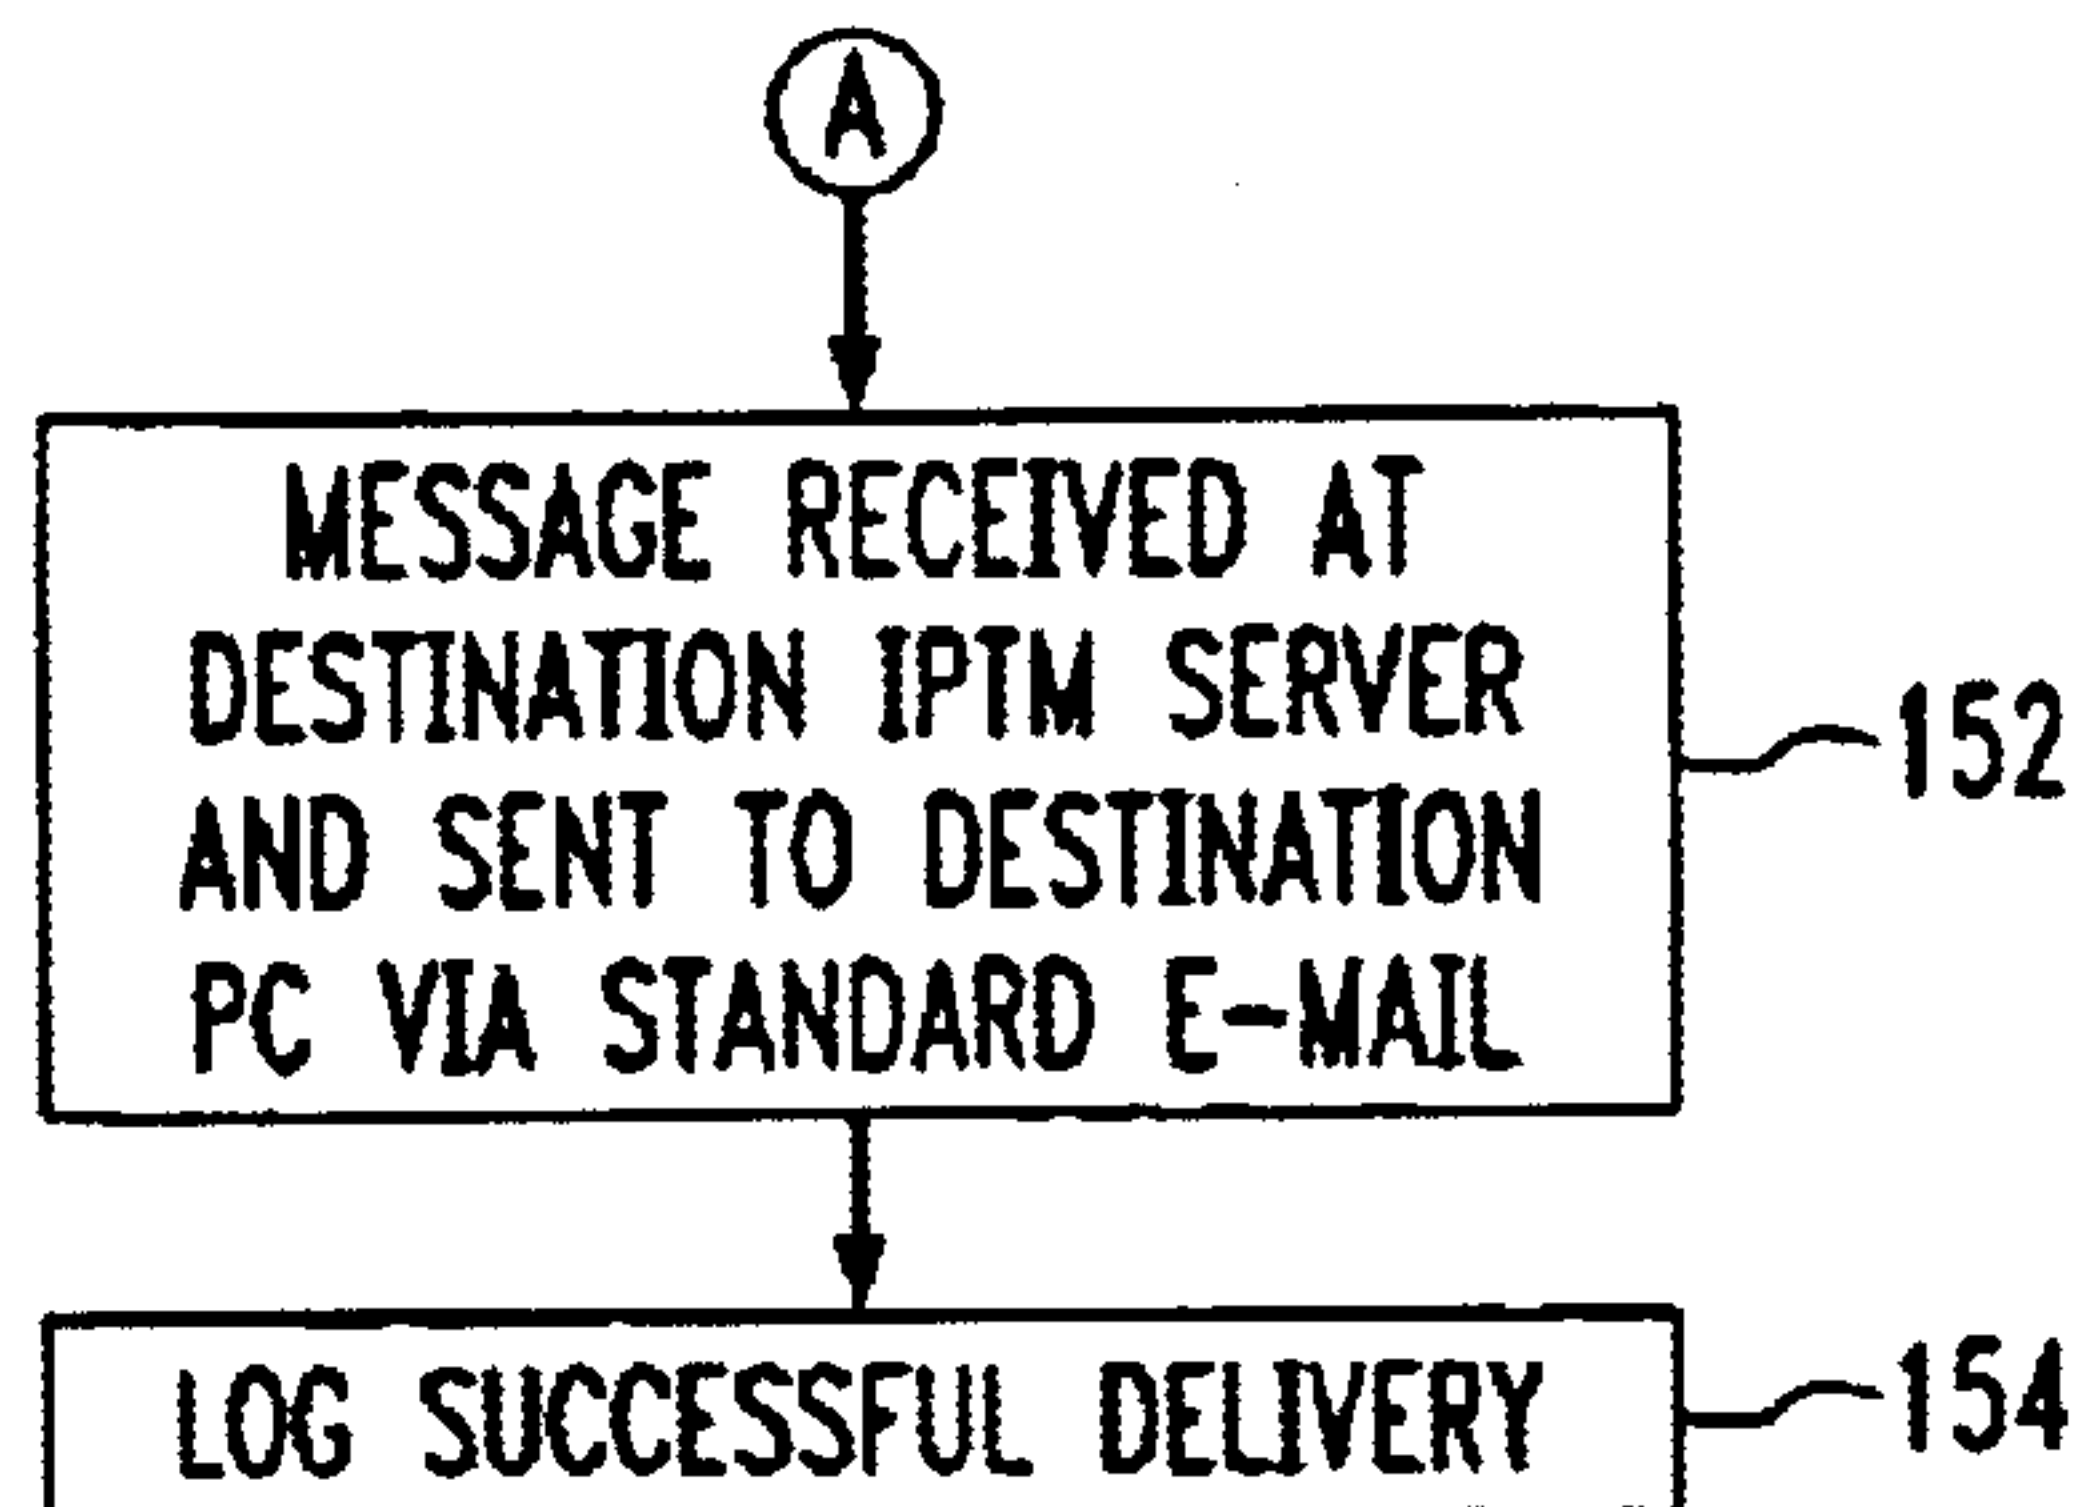 A
MESSAGE RECEIVED AT
DESTINATION IPTM SERVER
AND SENT TO DESTINATION
PC VIA STANDARD E-MAIL
152
LOG SUCCESSFUL DELIVERY
154